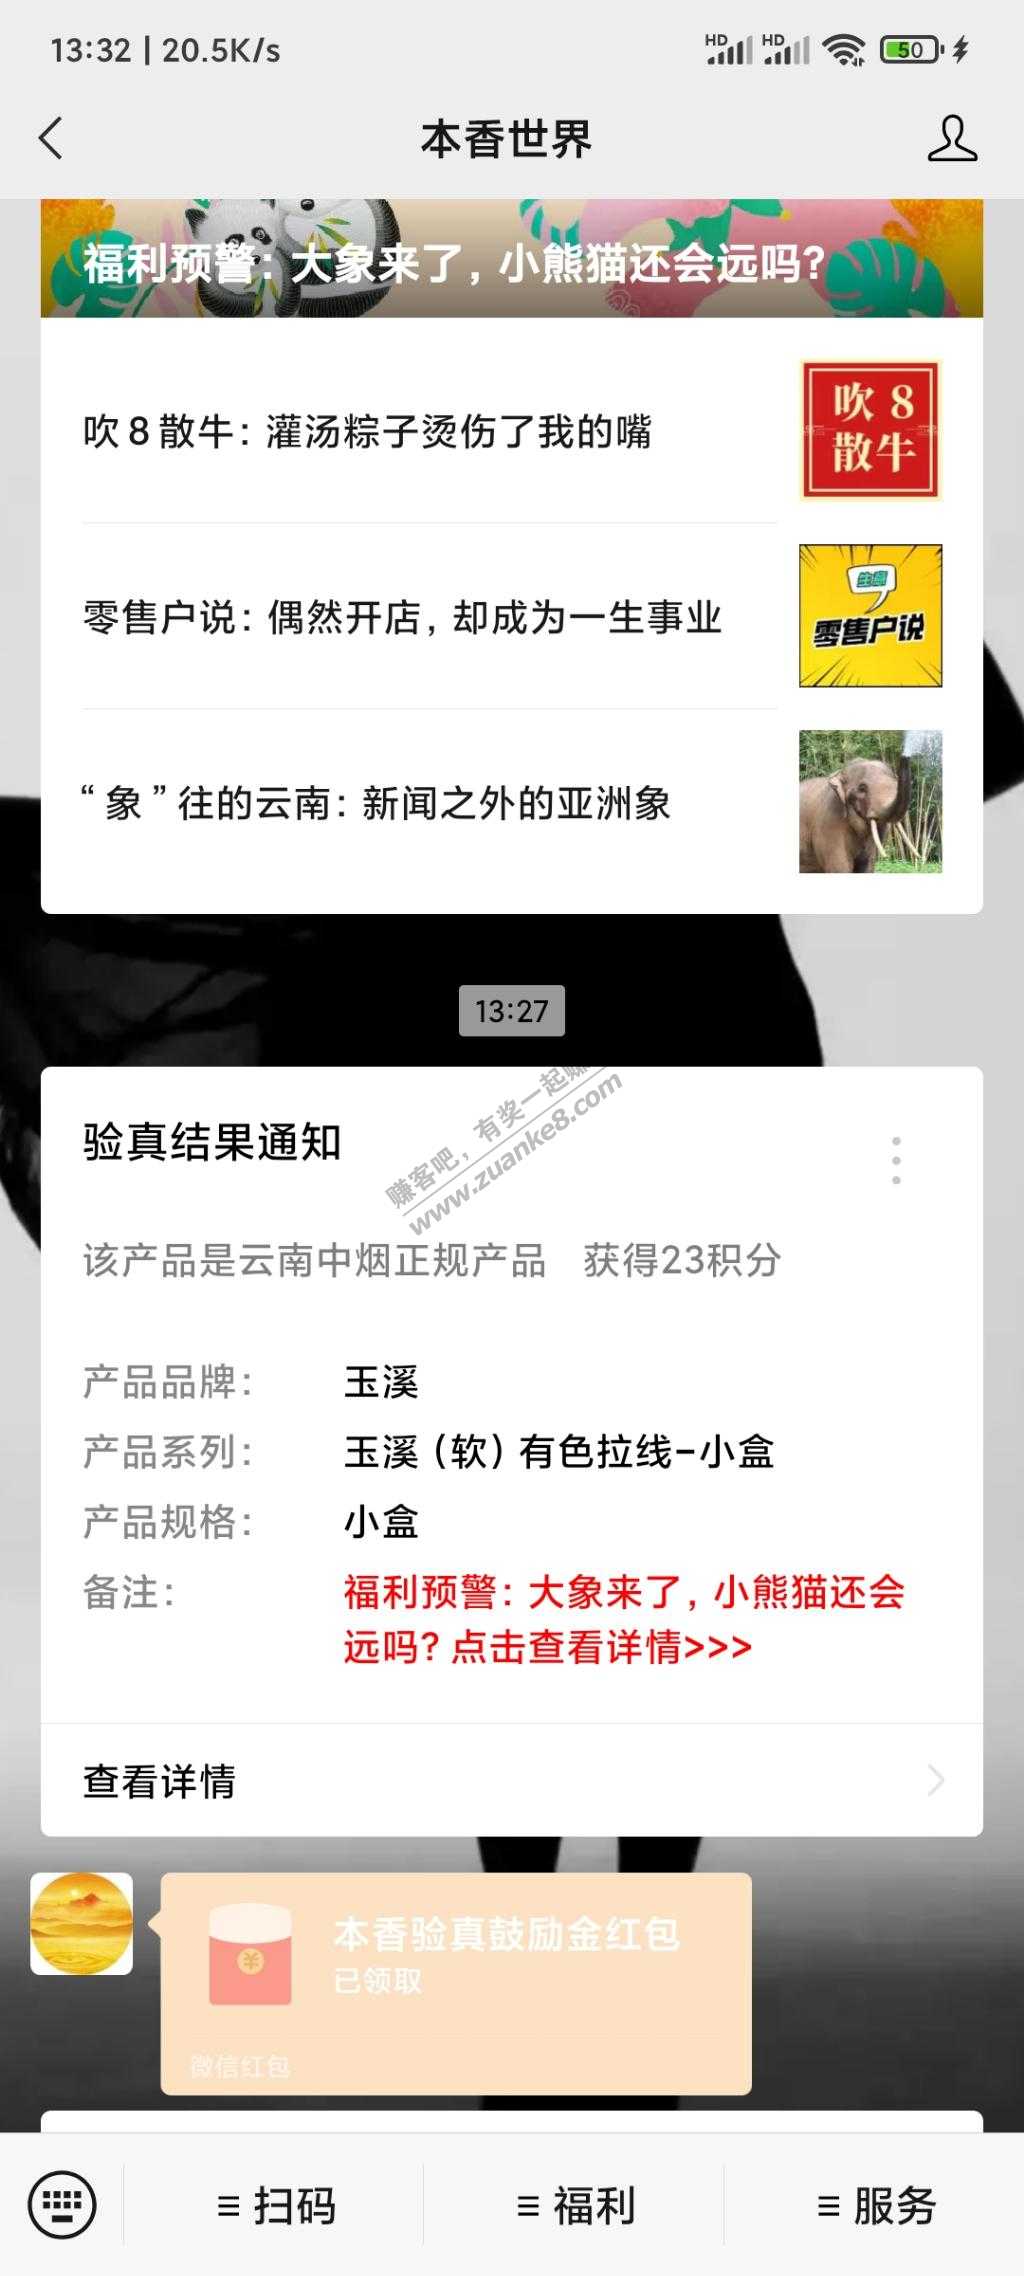 13:32 | 20.5K/s
HD HD 50
本香世界
福利预警：大象来了，小熊猫还会远吗?
吹8散牛：灌汤粽子烫伤了我的嘴
吹8
散牛
零售户说：偶然开店，却成为一生事业
生意
零售户说
“象”往的云南：新闻之外的亚洲象
13:27
赚客吧，有奖一起赚
www.zuanke8.com
验真结果通知
该产品是云南中烟正规产品 获得23积分
产品品牌： 玉溪
产品系列： 玉溪（软）有色拉线-小盒
产品规格： 小盒
备注： 福利预警：大象来了，小熊猫还会
远吗？点击查看详情>>>
查看详情
本香验真鼓励金红包
已领取
微信红包
扫码 福利 服务